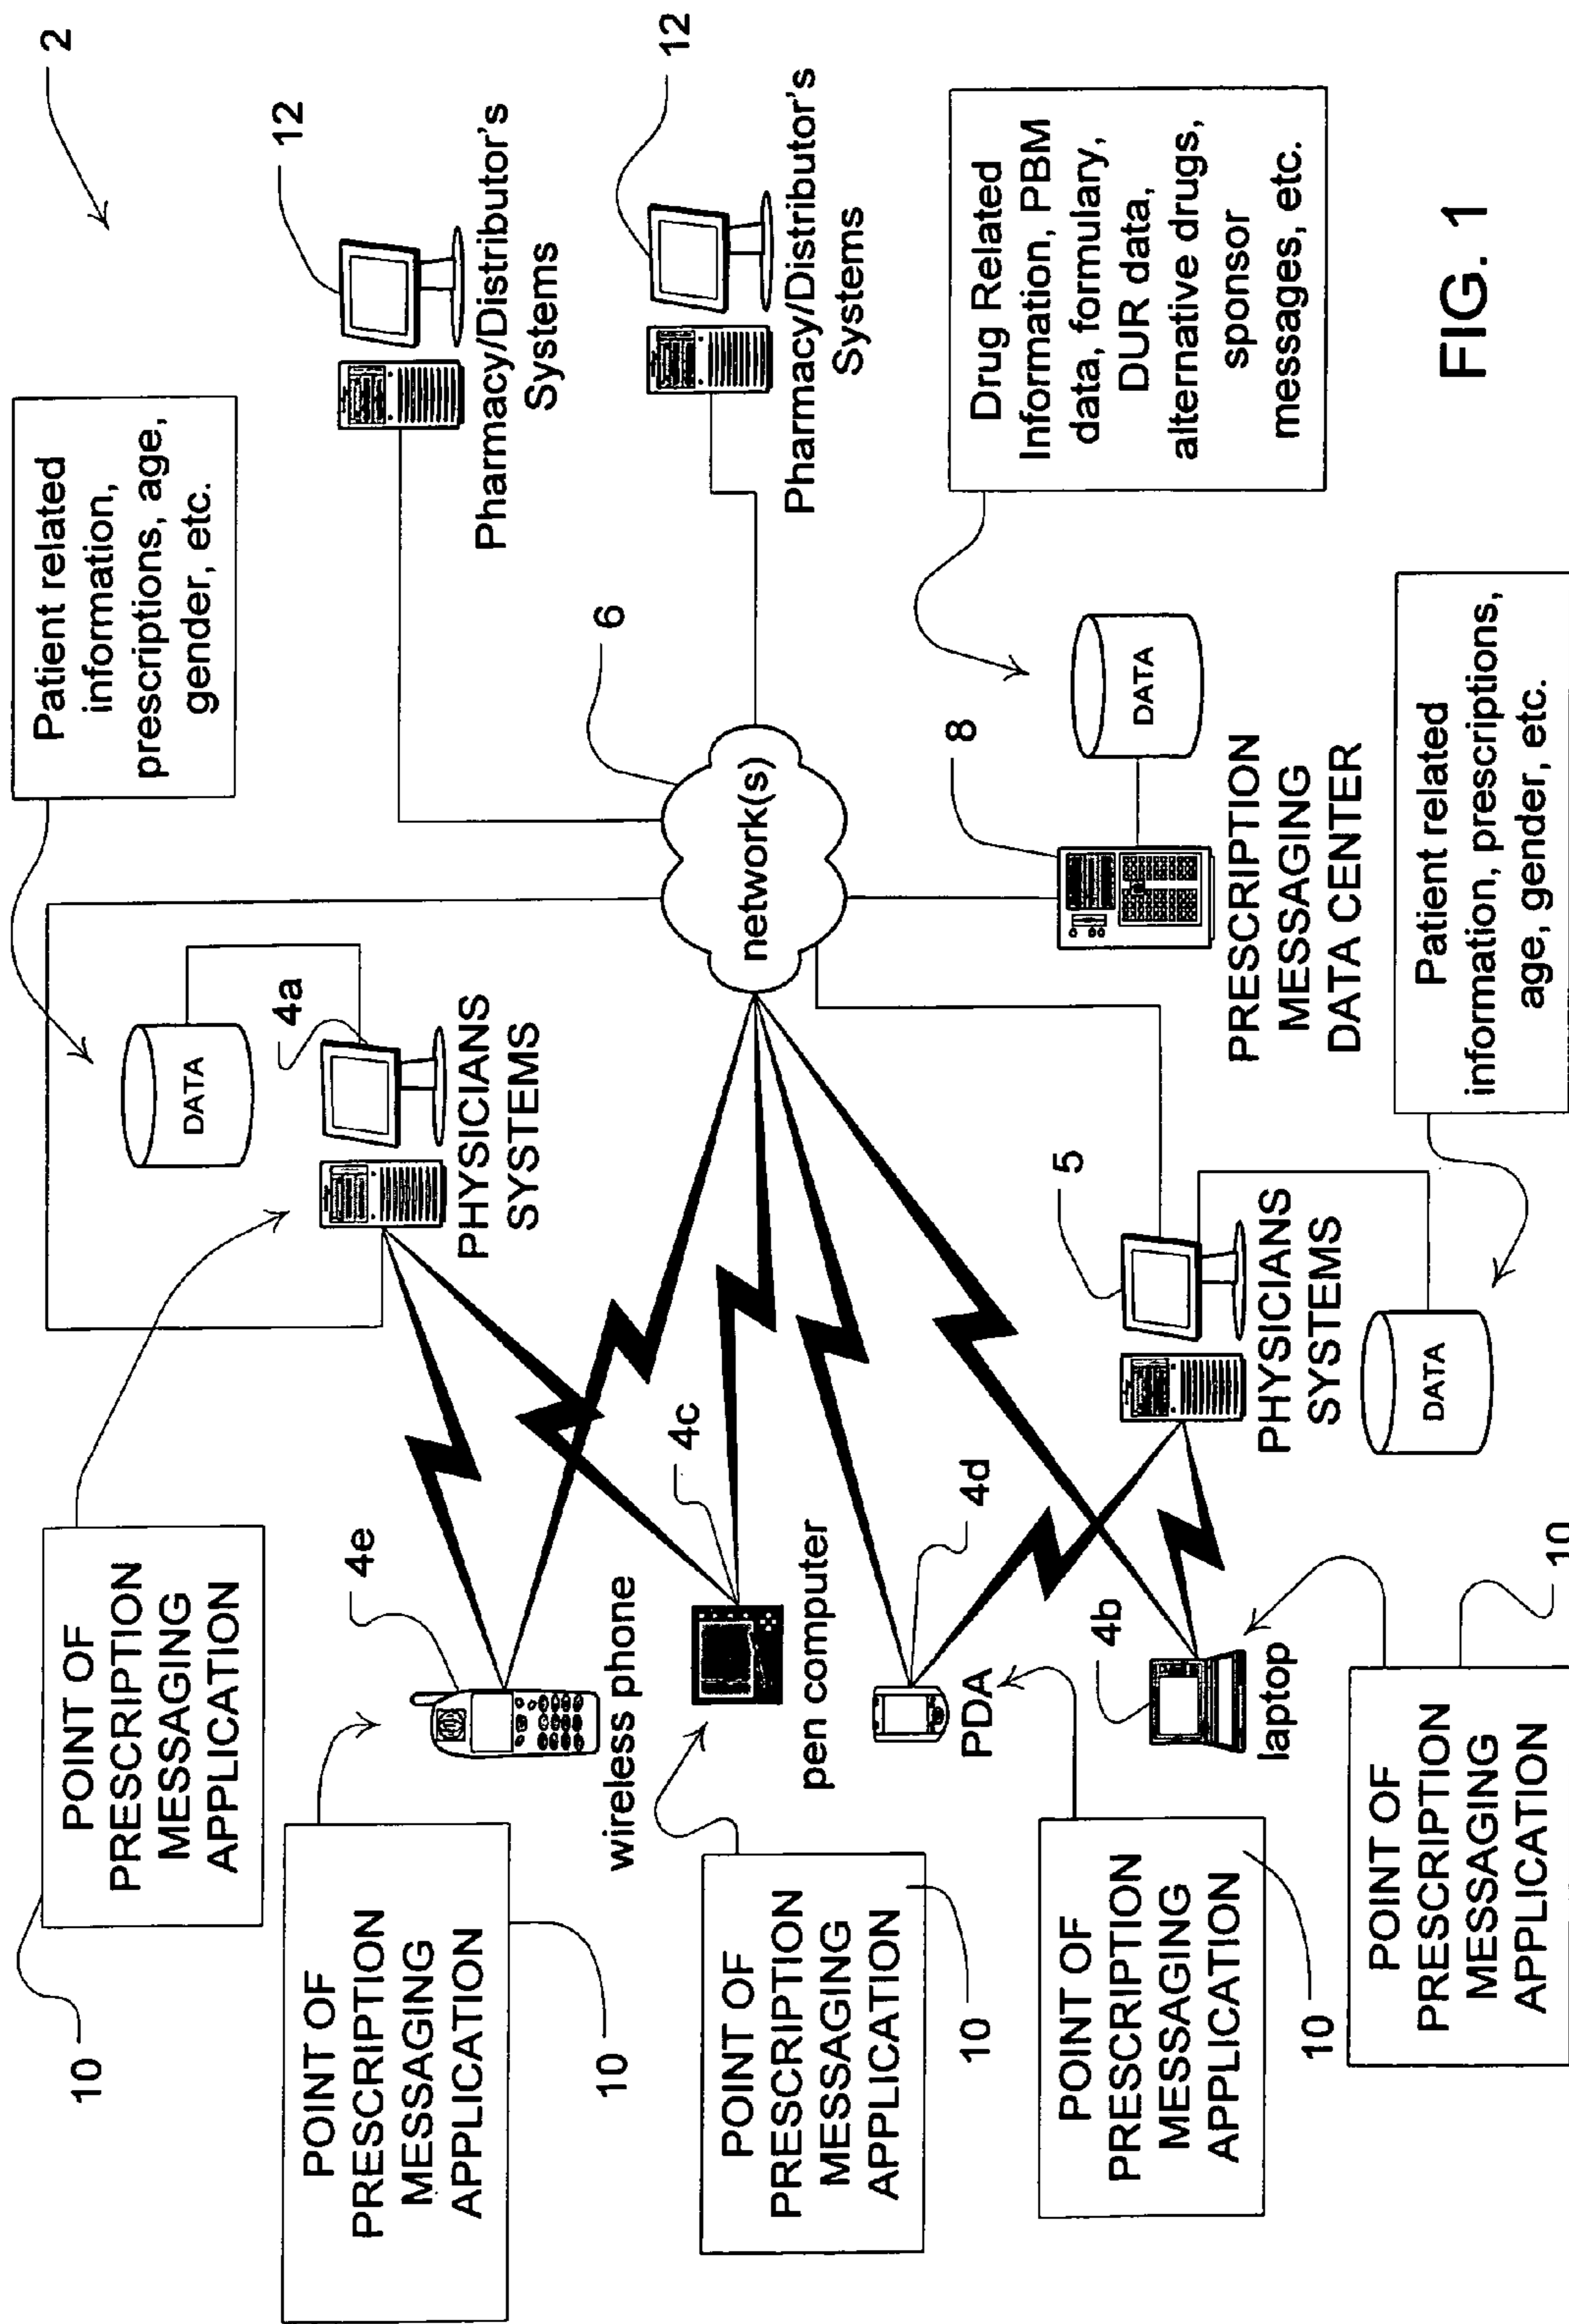 2
Patient related
information,
prescriptions, age,
gender, etc.
12
Pharmacy/Distributor's
Systems
12
Pharmacy/Distributor's
Systems
Drug Related
Information, PBM
data, formulary,
DUR data,
alternative drugs,
sponsor
messages, etc.
FIG. 1
6
network(s)
8
DATA
PRESCRIPTION
MESSAGING
DATA CENTER
DATA
4a
PHYSICIANS
SYSTEMS
5
PHYSICIANS
SYSTEMS
DATA
Patient related
information, prescriptions,
age, gender, etc.
POINT OF
PRESCRIPTION
MESSAGING
APPLICATION
10
4e
wireless phone
POINT OF
PRESCRIPTION
MESSAGING
APPLICATION
10
4c
pen computer
POINT OF
PRESCRIPTION
MESSAGING
APPLICATION
10
4d
PDA
POINT OF
PRESCRIPTION
MESSAGING
APPLICATION
10
4b
laptop
POINT OF
PRESCRIPTION
MESSAGING
APPLICATION
10